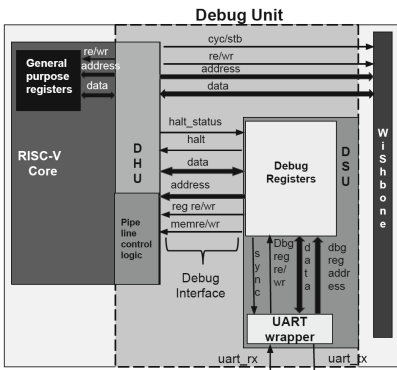 Debug Unit
cyc/stb
re/wr
re/wr
address
address
data
data
General
purpose
registers
RISC-V
Core
D
H
U
halt_status
halt
data
address
reg re/wr
memre/wr
Debug
Registers
D
S
U
W
i
S
h
b
o
n
e
Pipe
line
control
logic
Debug
Interface
s
y
n
c
Dbg
reg
re/
wr
d
a
t
a
dbg
reg
addr
ess
UART
wrapper
uart_rx
uart_tx